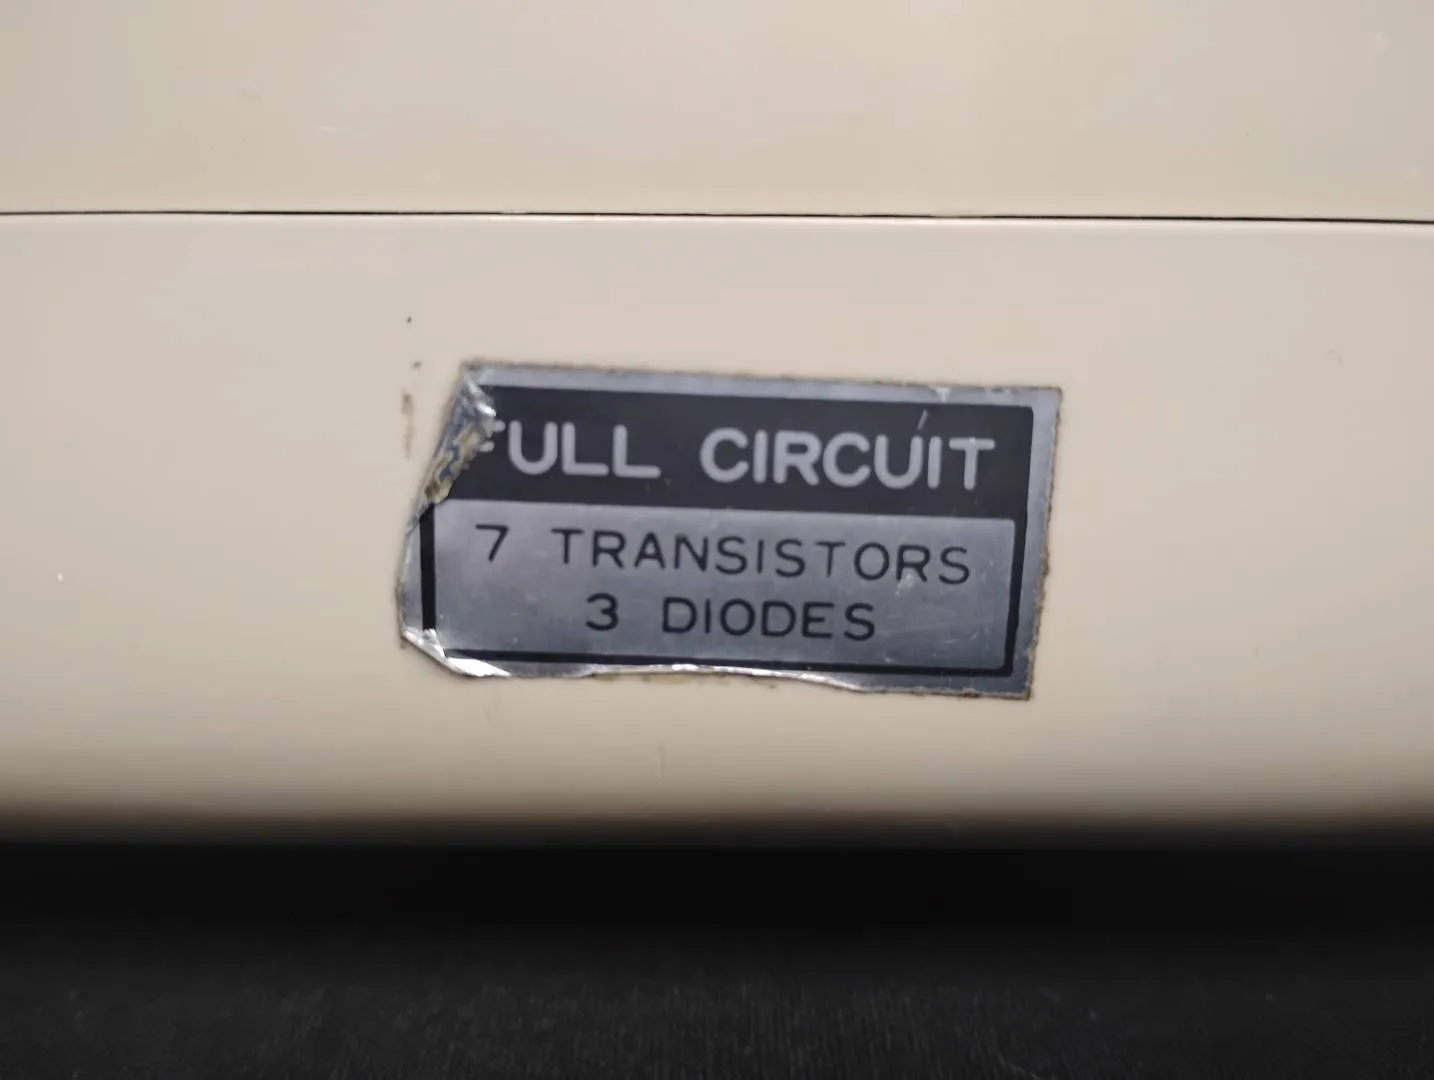 FULL CIRCUIT
7 TRANSISTORS
3 DIODES